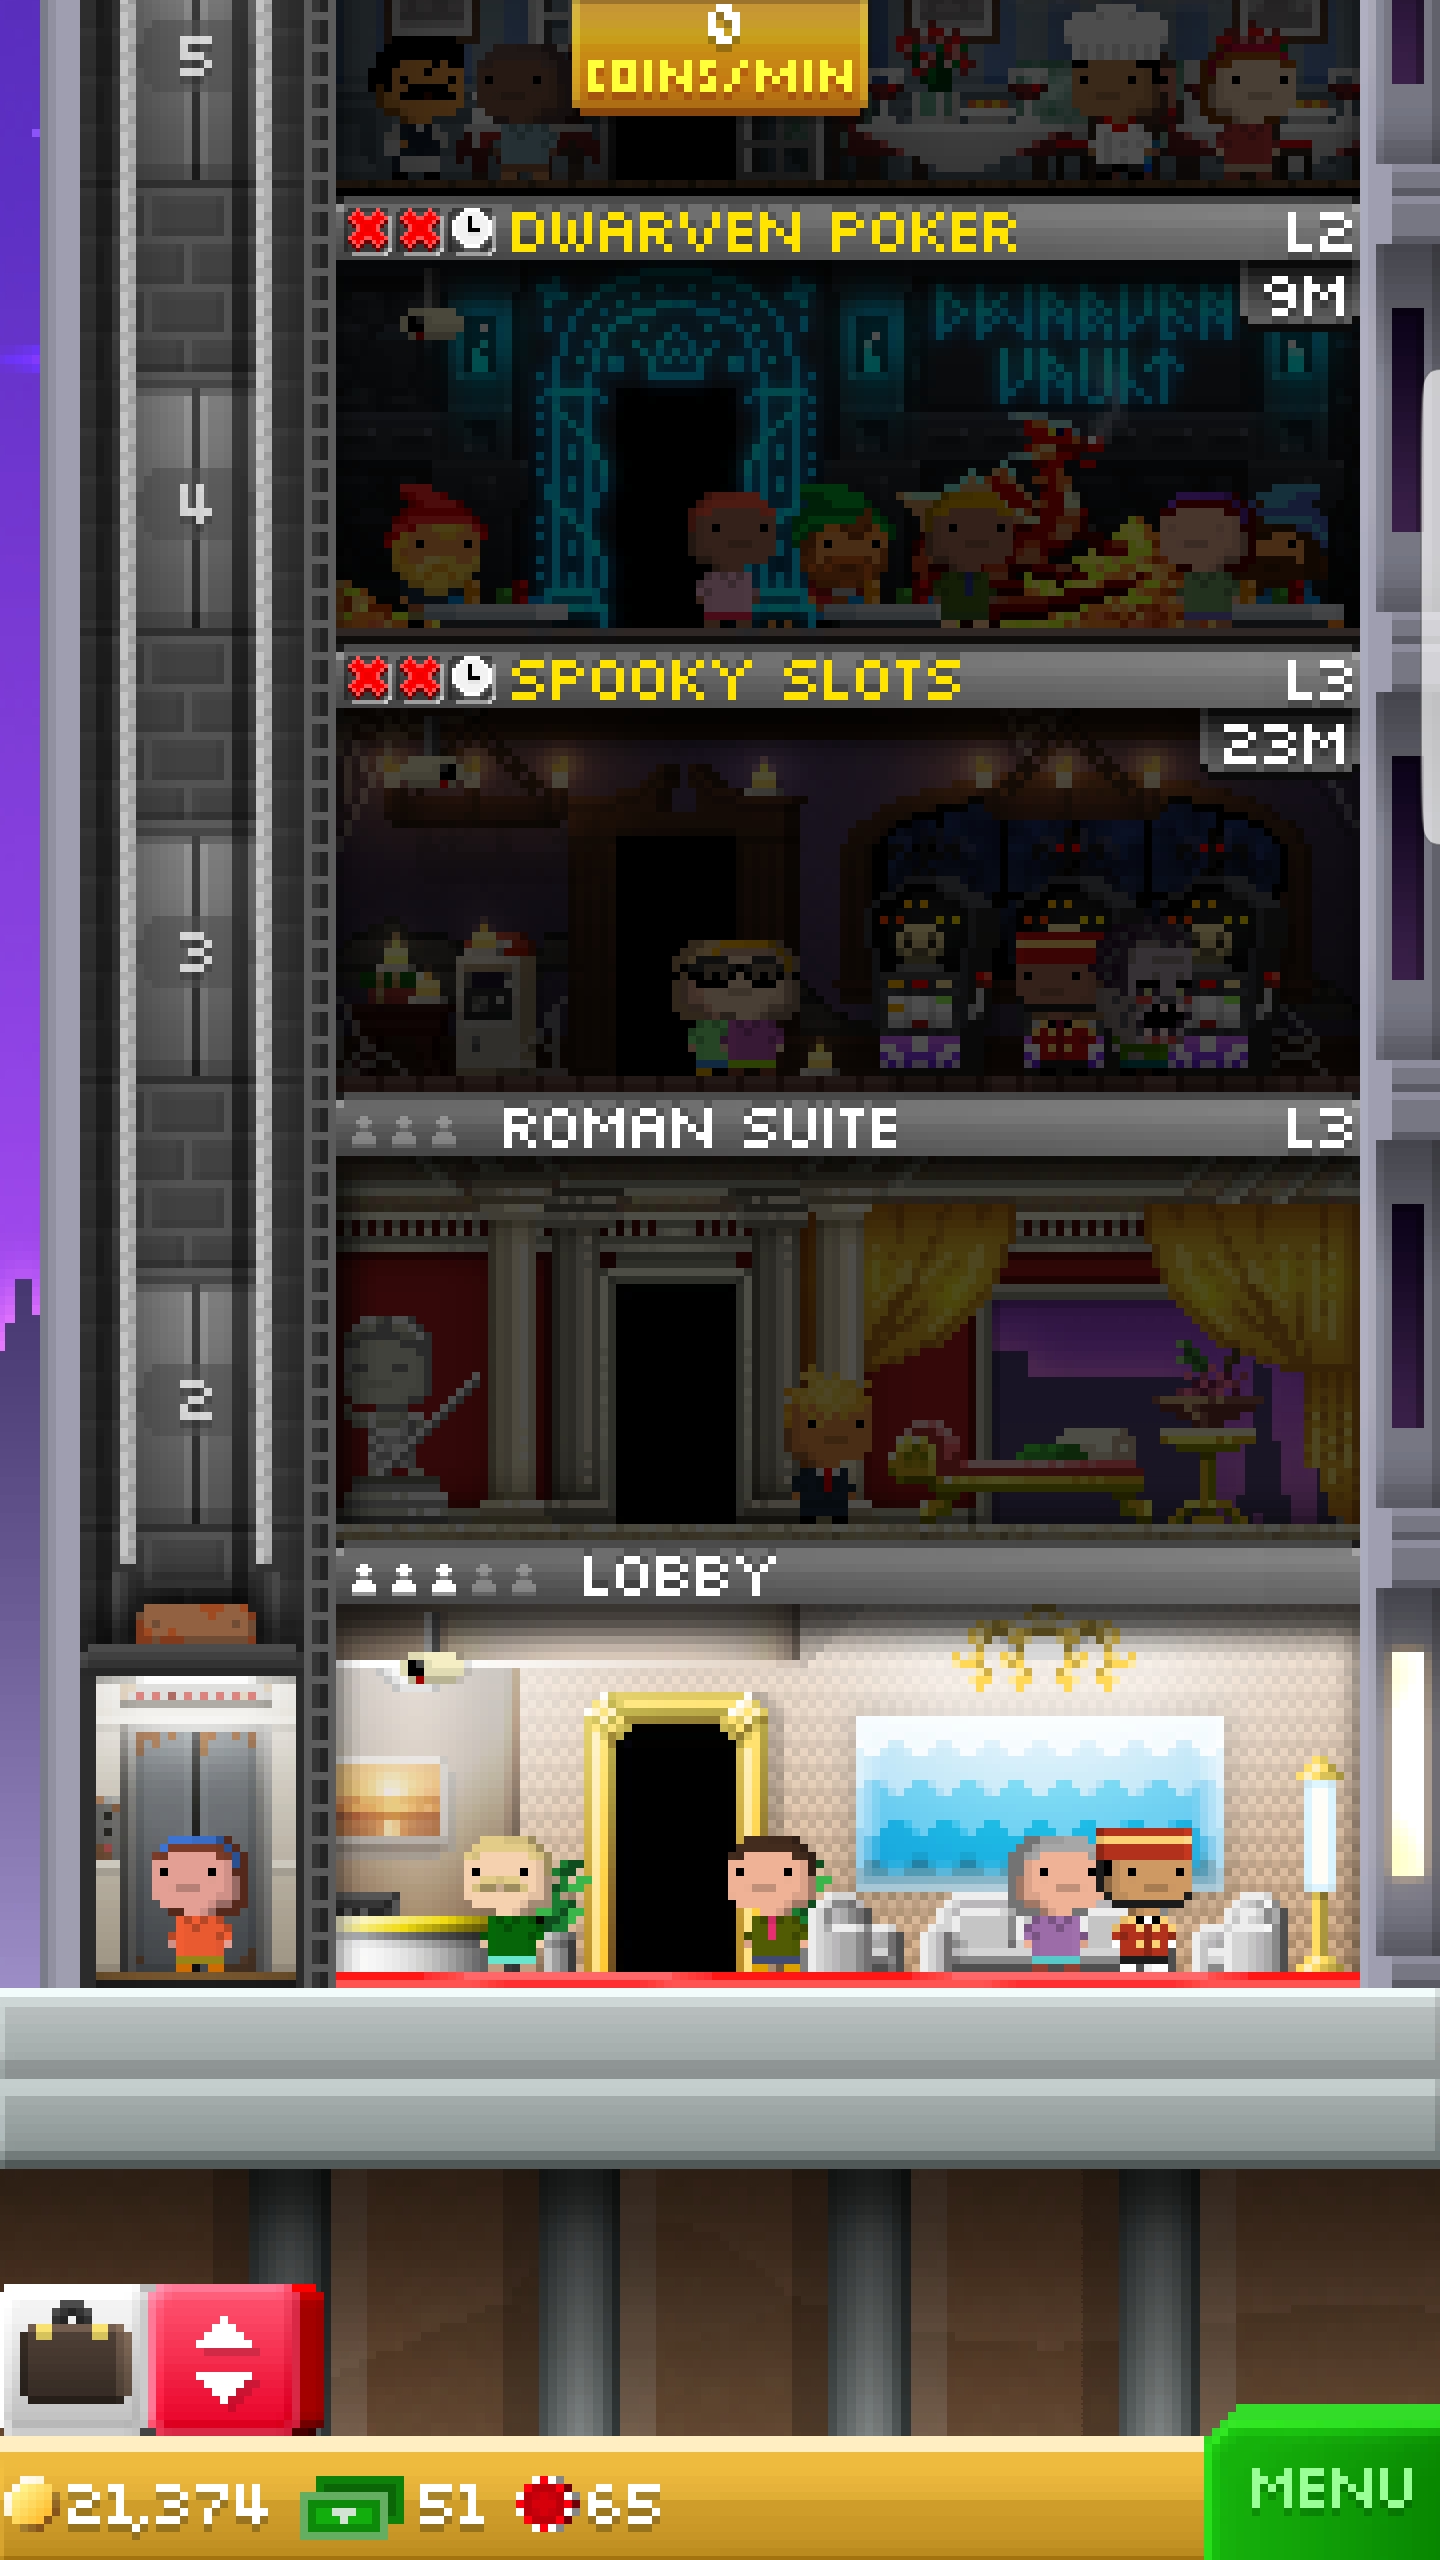 5
0
COINS/MIN
DWARVEN POKER
L2
9M
DWARVEN
VAULT
4
SPOOKY SLOTS
L3
23M
3
ROMAN SUITE
L3
2
LOBBY
21,374
51
65
MENU